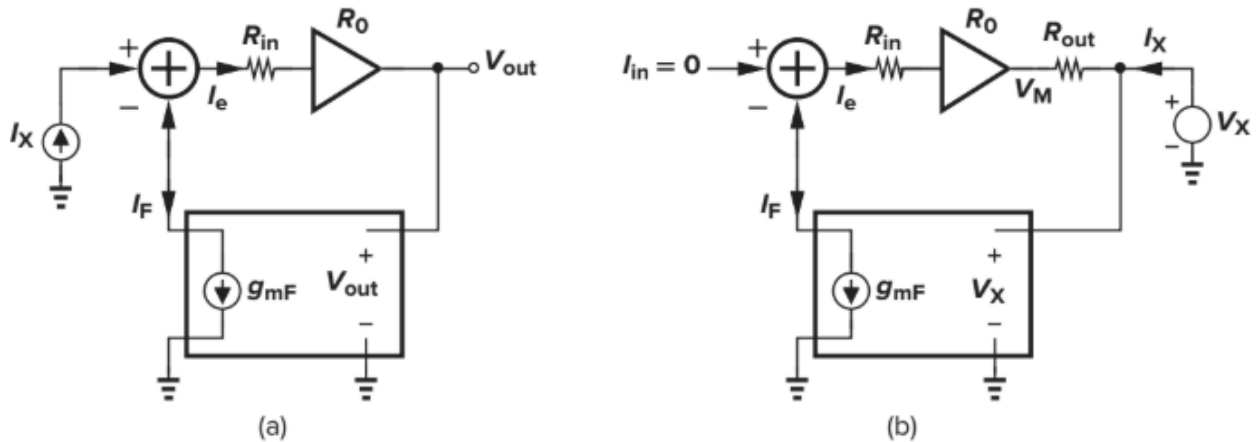 R0
R0
+
Rin
Vout
+
Rin
Rout
IX
Iin = 0
−
Ie
−
Ie
VM
+
VX
−
IX
IF
IF
+
+
gmF
Vout
gmF
VX
−
−
(a)
(b)